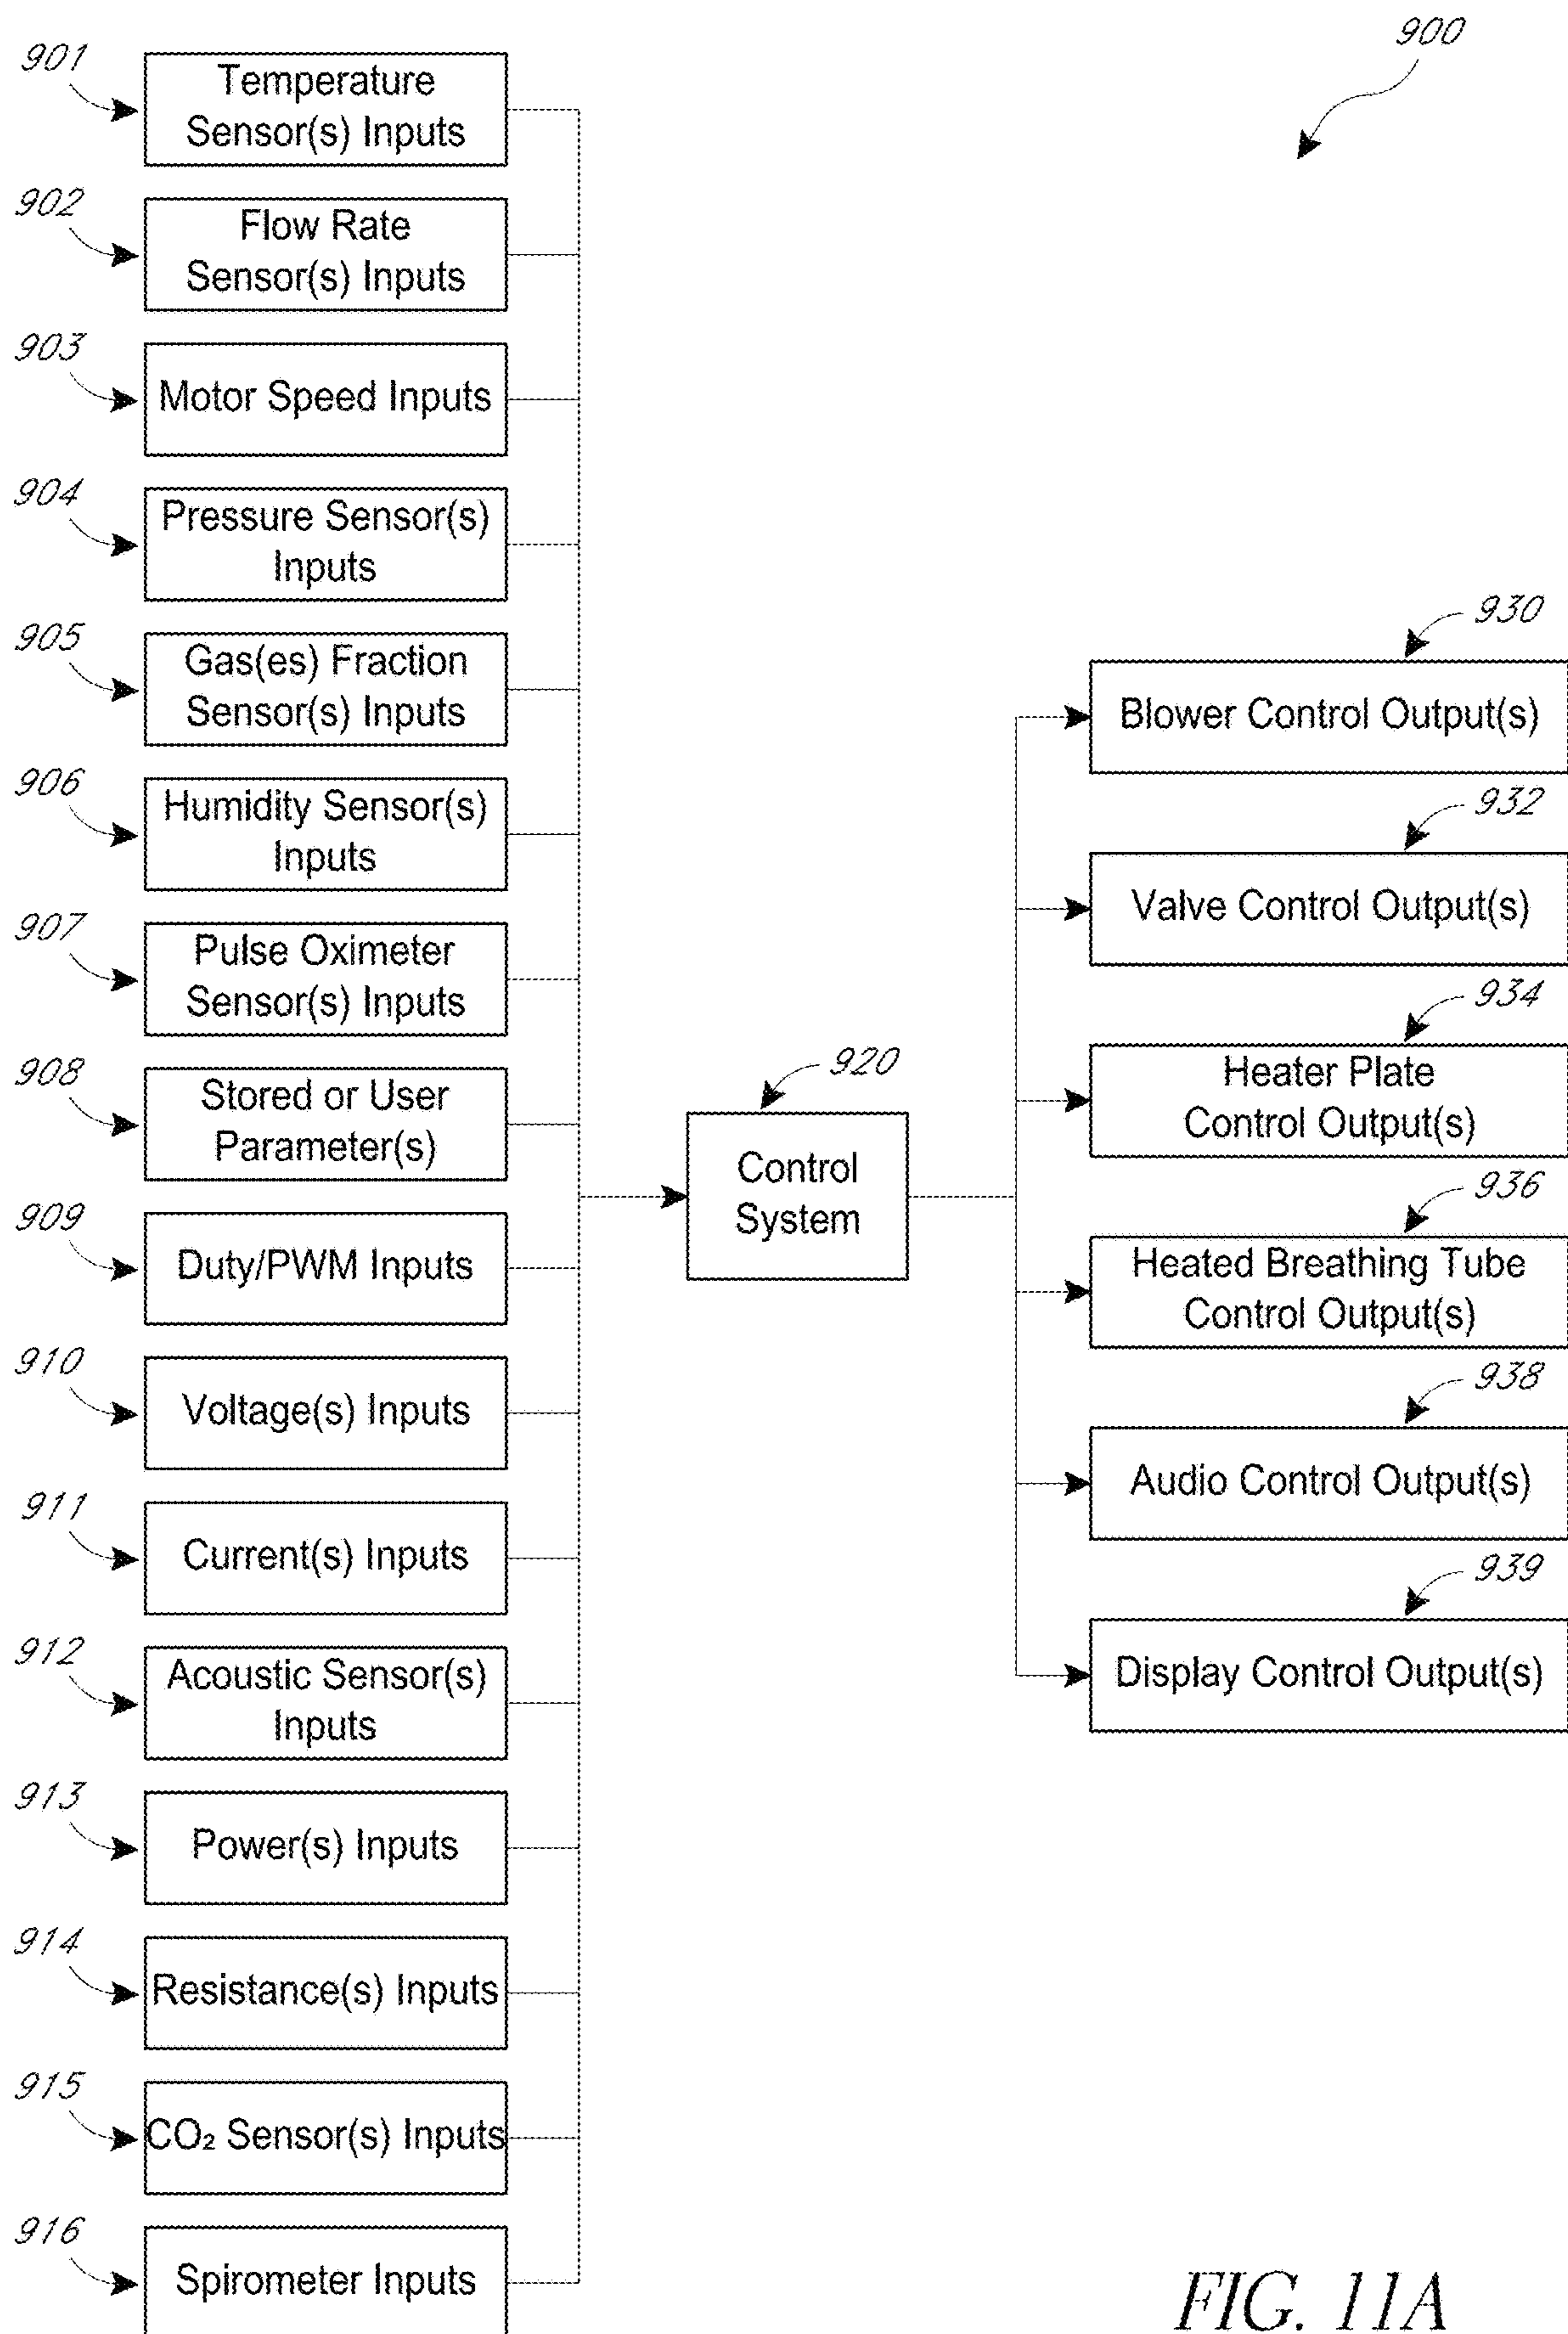 900
901
Temperature
Sensor(s) Inputs
902
Flow Rate
Sensor(s) Inputs
903
Motor Speed Inputs
904
Pressure Sensor(s)
Inputs
905
Gas(es) Fraction
Sensor(s) Inputs
906
Humidity Sensor(s)
Inputs
907
Pulse Oximeter
Sensor(s) Inputs
908
Stored or User
Parameter(s)
909
Duty/PWM Inputs
910
Voltage(s) Inputs
911
Current(s) Inputs
912
Acoustic Sensor(s)
Inputs
913
Power(s) Inputs
914
Resistance(s) Inputs
915
CO₂ Sensor(s) Inputs
916
Spirometer Inputs
920
Control
System
930
Blower Control Output(s)
932
Valve Control Output(s)
934
Heater Plate
Control Output(s)
936
Heated Breathing Tube
Control Output(s)
938
Audio Control Output(s)
939
Display Control Output(s)
FIG. 11A